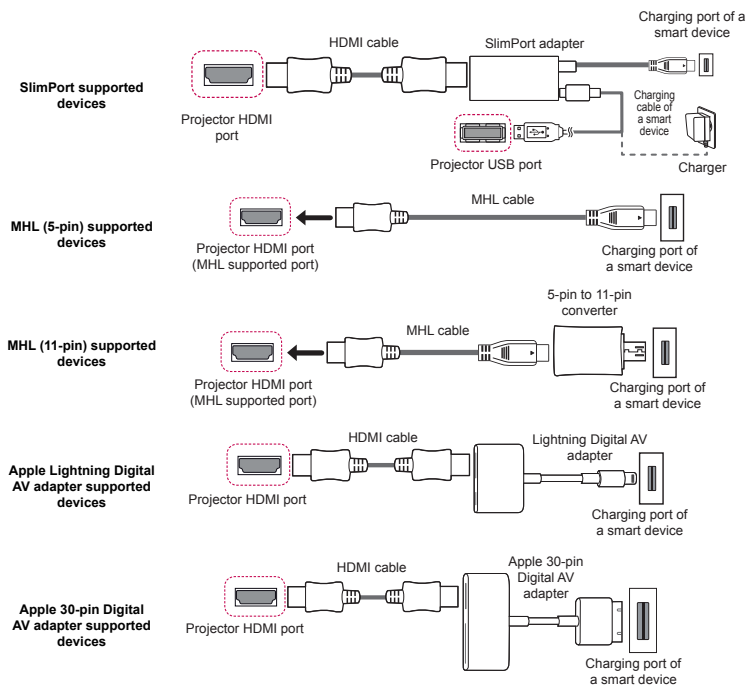 Charging port of a
smart device
HDMI cable
SlimPort adapter
SlimPort supported
devices
Projector HDMI
port
Charging
cable of
a smart
device
Projector USB port
Charger
MHL (5-pin) supported
devices
MHL cable
Projector HDMI port
(MHL supported port)
Charging port of
a smart device
5-pin to 11-pin
converter
MHL (11-pin) supported
devices
MHL cable
Projector HDMI port
(MHL supported port)
Charging port of
a smart device
HDMI cable
Lightning Digital AV
adapter
Apple Lightning Digital
AV adapter supported
devices
Projector HDMI port
Charging port of
a smart device
HDMI cable
Apple 30-pin
Digital AV
adapter
Apple 30-pin Digital
AV adapter supported
devices
Projector HDMI port
Charging port of
a smart device